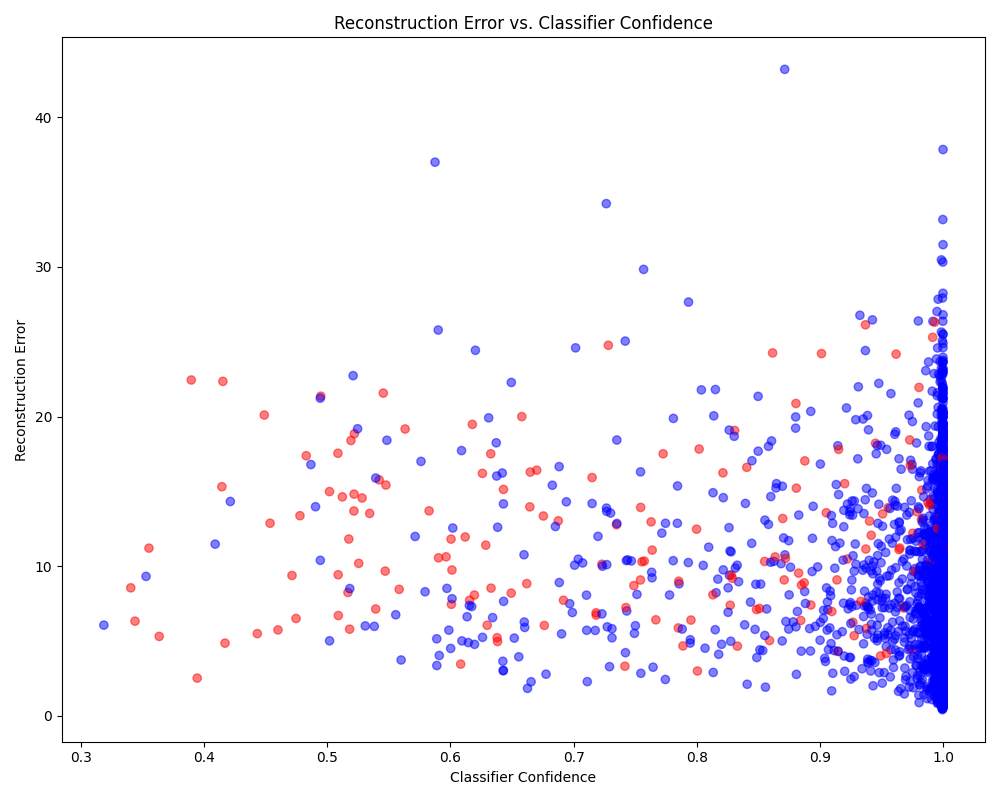 Reconstruction Error vs. Classifier Confidence
Reconstruction Error
40
30
20
10
0
0.3 0.4 0.5 0.6 0.7 0.8 0.9 1.0
Classifier Confidence